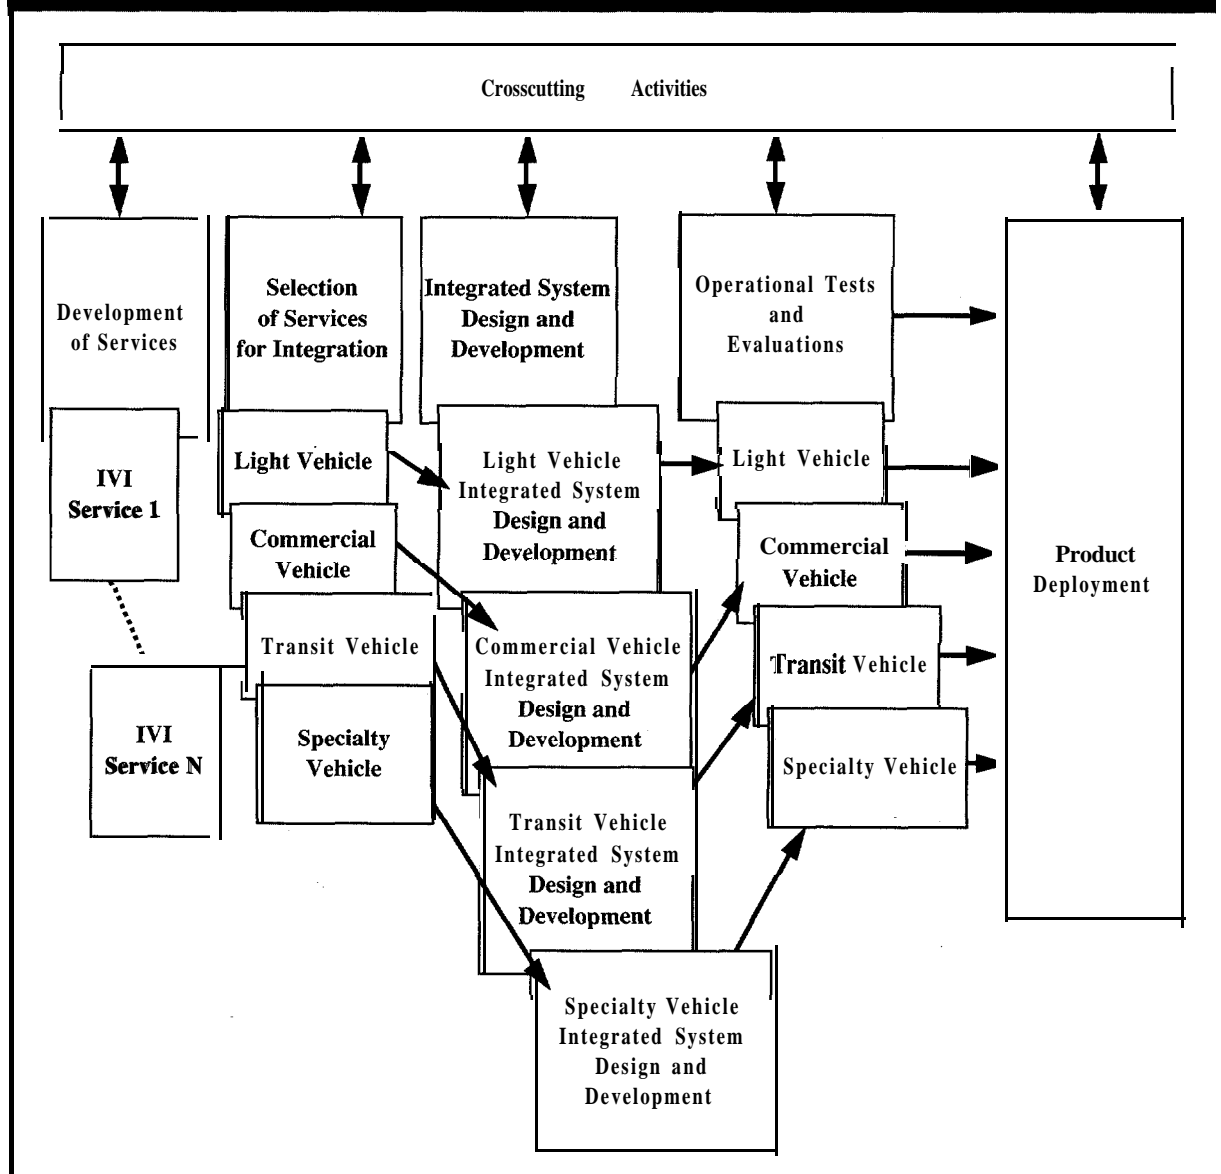 Crosscutting Activities
Development
of Services
IVI
Service 1
IVI
Service N
Selection
of Services
for Integration
Light Vehicle
Commercial
Vehicle
Transit Vehicle
Specialty
Vehicle
Integrated System
Design and
Development
Light Vehicle
Integrated System
Design and
Development
Commercial Vehicle
Integrated System
Design and
Development
Transit Vehicle
Integrated System
Design and
Development
Specialty Vehicle
Integrated System
Design and
Development
Operational Tests
and
Evaluations
Light Vehicle
Commercial
Vehicle
Transit Vehicle
Specialty Vehicle
Product
Deployment